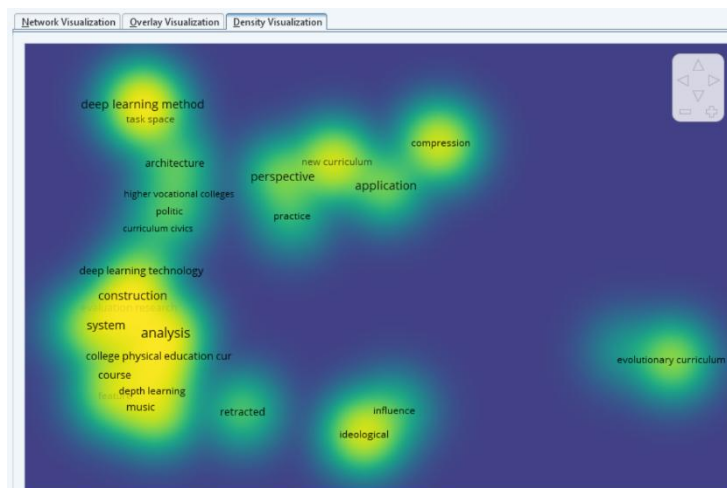 Network Visualization Overlay Visualization Density Visualization
deep learning method
task space
compression
architecture
new curriculum
perspective
application
higher vocational colleges
politic
practice
curriculum civics
deep learning technology
construction
evaluation research
system
analysis
college physical education cur
evolutionary curriculum
course
depth learning
music
retracted
influence
ideological